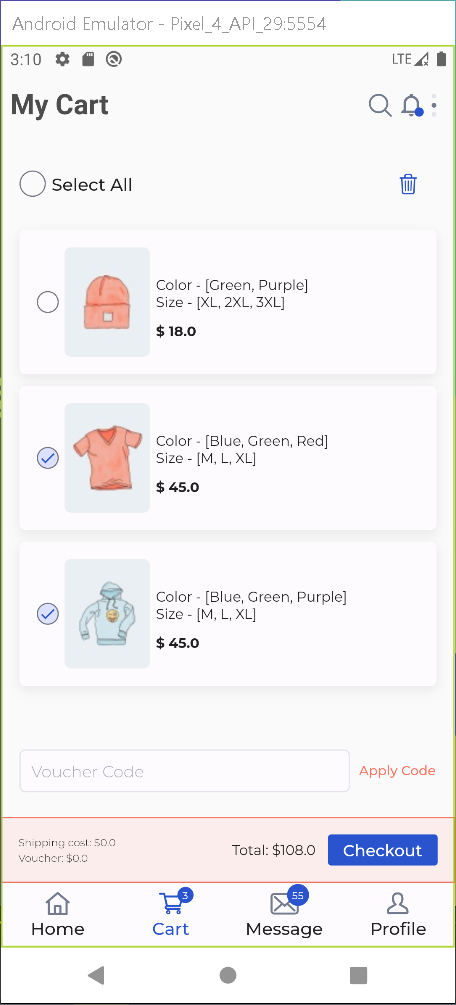 Android Emulator - Pixel_4_API_29:5554
3:10 LTE
My Cart
Select All
Color - [Green, Purple]
Size - [XL, 2XL, 3XL]
$ 18.0
Color - [Blue, Green, Red]
Size - [M, L, XL]
$ 45.0
Color - [Blue, Green, Purple]
Size - [M, L, XL]
$ 45.0
Voucher Code Apply Code
Shipping cost: $0.0
Voucher: $0.0
Total: $108.0 Checkout
3 55
Home Cart Message Profile